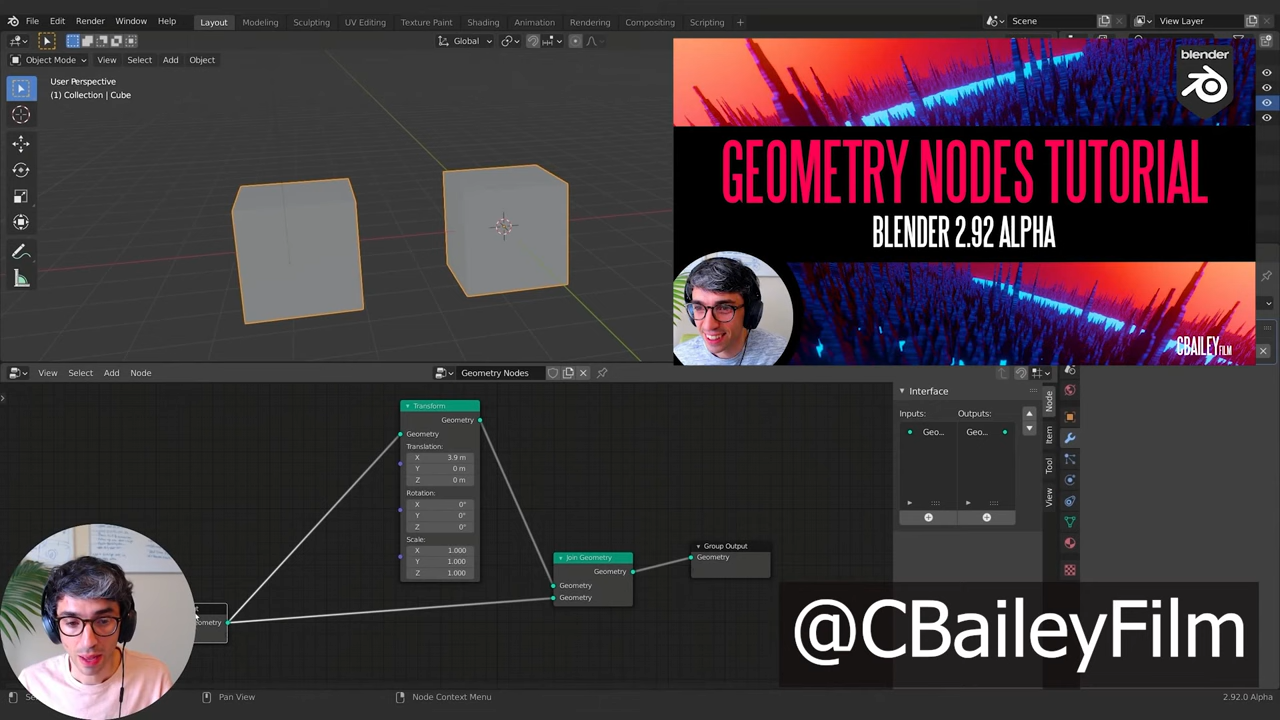 File Edit Render Window Help
Layout Modeling Sculpting UV Editing Texture Paint Shading Animation Rendering Compositing Scripting +
Scene
View Layer
Global
Object Mode View Select Add Object
User Perspective
(1) Collection | Cube
blender
GEOMETRY NODES TUTORIAL
BLENDER 2.92 ALPHA
CBAILEYFILM
View Select Add Node
Geometry Nodes
Transform
Geometry
Geometry
Translation:
X 3.9 m
Y 0 m
Z 0 m
Rotation:
X 0°
Y 0°
Z 0°
Scale:
X 1.000
Y 1.000
Z 1.000
Join Geometry
Geometry
Geometry
Geometry
Group Output
Geometry
Interface
Inputs: Outputs:
Geo... Geo...
Node
Item
Tool
View
@CBaileyFilm
Pan View
Node Context Menu
2.92.0 Alpha